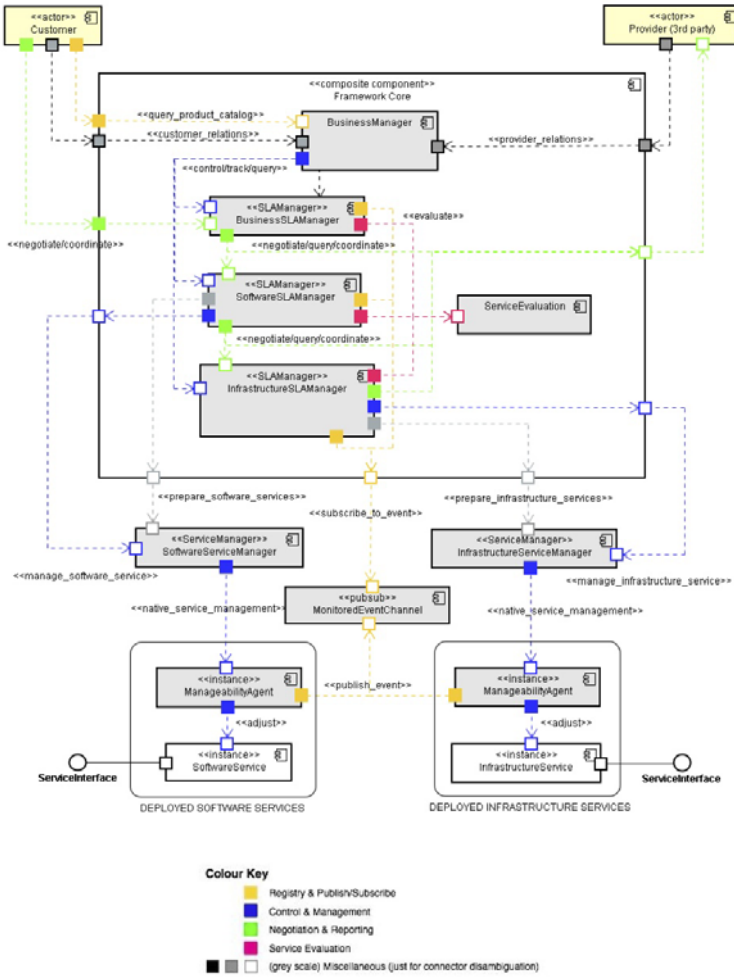 <<actor>>
Customer
<<actor>>
Provider (3rd party)
<<composite component>>
Framework Core
<<query_product_catalog>>
BusinessManager
<<customer_relations>>
<<provider_relations>>
<<control/track/query>>
<<SLAManager>>
BusinessSLAManager
<<evaluate>>
<<negotiate/coordinate>>
<<negotiate/query/coordinate>>
<<SLAManager>>
SoftwareSLAManager
ServiceEvaluation
<<negotiate/query/coordinate>>
<<SLAManager>>
InfrastructureSLAManager
<<prepare_software_services>>
<<prepare_infrastructure_services>>
<<subscribe_to_event>>
<<ServiceManager>>
SoftwareServiceManager
<<ServiceManager>>
InfrastructureServiceManager
<<manage_software_service>>
<<manage_infrastructure_service>>
<<pubsub>>
MonitoredEventChannel
<<native_service_management>>
<<native_service_management>>
<<instance>>
ManageabilityAgent
<<publish_event>>
<<instance>>
ManageabilityAgent
<<adjust>>
<<adjust>>
<<instance>>
SoftwareService
<<instance>>
InfrastructureService
ServiceInterface
ServiceInterface
DEPLOYED SOFTWARE SERVICES
DEPLOYED INFRASTRUCTURE SERVICES
Colour Key
Registry & Publish/Subscribe
Control & Management
Negotiation & Reporting
Service Evaluation
(grey scale) Miscellaneous (just for connector disambiguation)